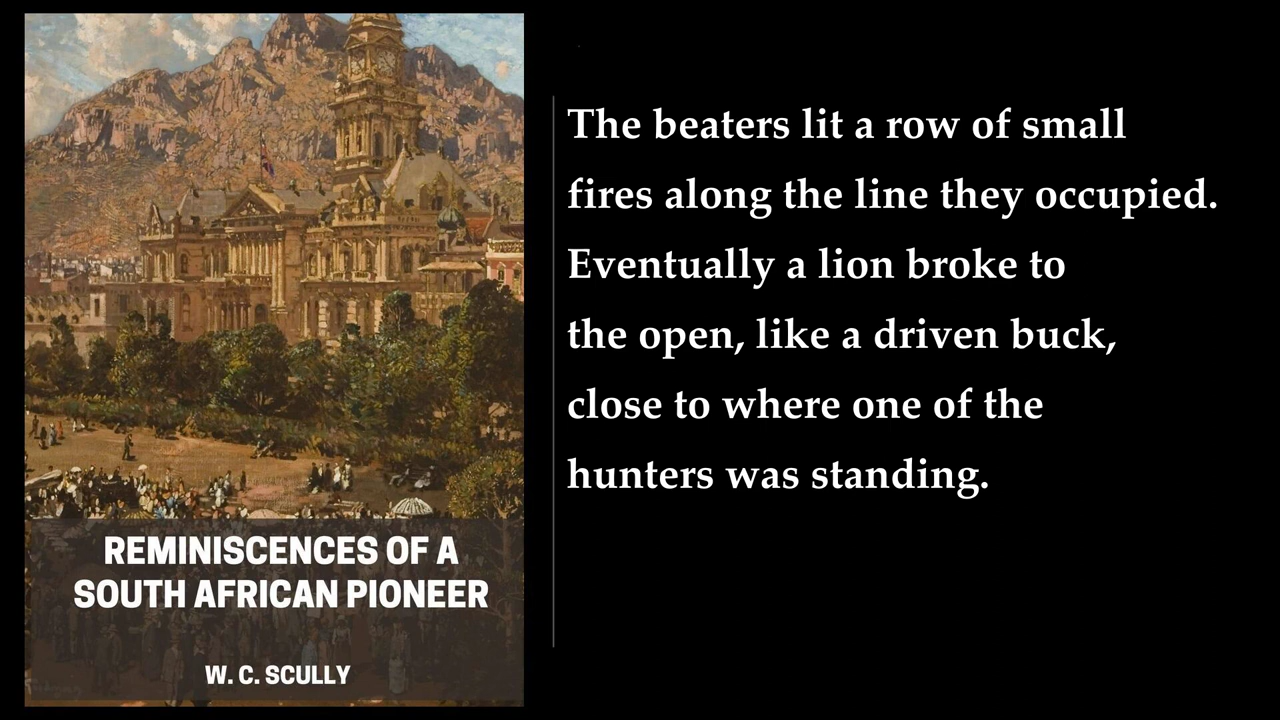 The beaters lit a row of small
fires along the line they occupied.
Eventually a lion broke to
the open, like a driven buck,
close to where one of the
hunters was standing.
REMINISCENCES OF A
SOUTH AFRICAN PIONEER
W. C. SCULLY